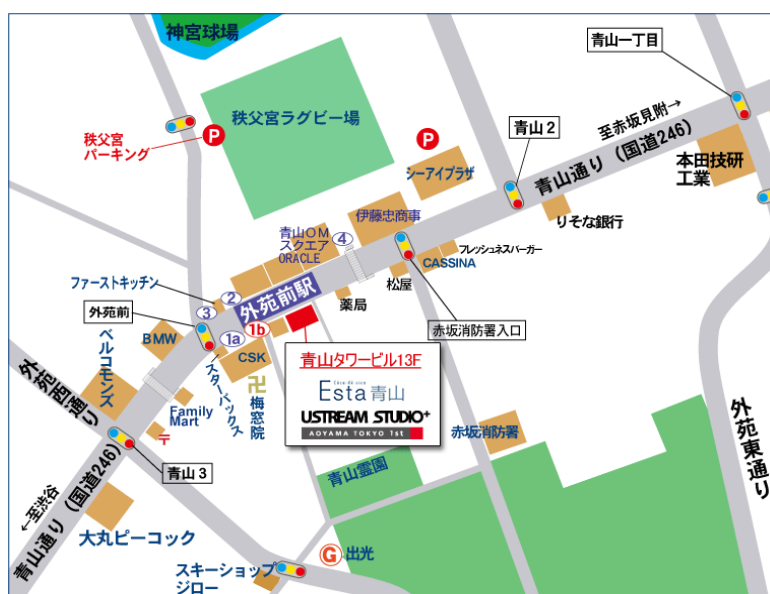 神宮球場
青山一丁目
秩父宮ラグビー場
P
秩父宮
パーキング
P
シーアイプラザ
青山2
至赤坂見附→
青山通り(国道246)
本田技研
工業
りそな銀行
伊藤忠商事
青山OM
スクエア
ORACLE
4
フレッシュネスバーガー
CASSINA
松屋
薬局
赤坂消防署入口
ファーストキッチン
2
3
外苑前駅
外苑前
1a
1b
BMW
CSK
スターバックス
卍
梅窓院
ベルコモンズ
外苑西通り
Family
Mart
〒
青山タワービル13F
Esta青山
USTREAM STUDIO+
AOYAMA TOKYO 1st
赤坂消防署
外苑東通り
青山霊園
青山3
←至渋谷
青山通り(国道246)
大丸ピーコック
G
出光
スキーショップ
ジロー